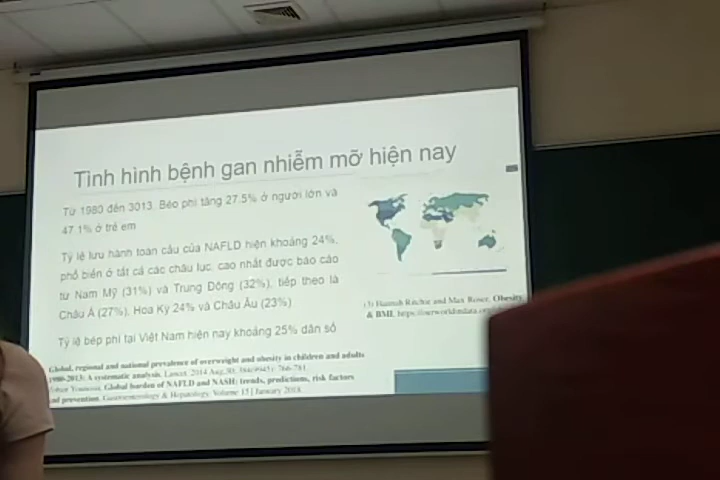 Tình hình bệnh gan nhiễm mỡ hiện nay
Từ 1980 đến 3013, Béo phì tăng 27.5% ở người lớn và
47.1% ở trẻ em
Tỷ lệ lưu hành toàn cầu của NAFLD hiện khoảng 24%,
phổ biến ở tất cả các châu lục, cao nhất được báo cáo
từ Nam Mỹ (31%) và Trung Đông (32%), tiếp theo là
Châu Á (27%), Hoa Kỳ 24% và Châu Âu (23%)
Tỷ lệ bép phì tại Việt Nam hiện nay khoảng 25% dân số
(3) Hannah Ritchie and Max Roser, Obesity
& BMI, https://ourworldindata.org
Global, regional and national prevalence of overweight and obesity in children and adults
1980-2013: A systematic analysis, Lancet. 2014 Aug 30; 384(9945): 766-781.
Younossi, Global burden of NAFLD and NASH: trends, predictions, risk factors
and prevention, Gastroenterology & Hepatology, Volume 15 | January 2018